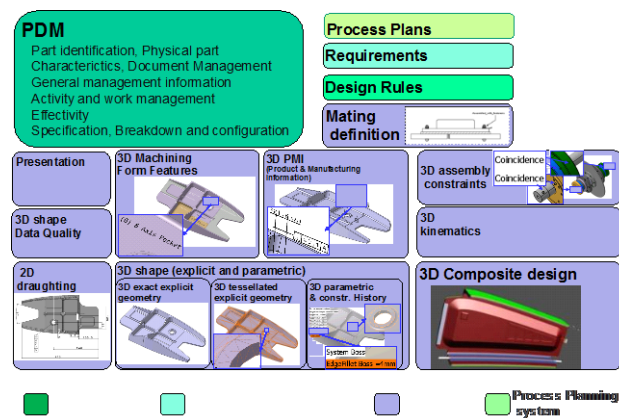 PDM
Part identification, Physical part
Characterictics, Document Management
General management information
Activity and work management
Effectivity
Specification, Breakdown and configuration
Process Plans
Requirements
Design Rules
Mating
definition
Presentation
3D shape
Data Quality
3D Machining
Form Features
3D PMI
(Product & Manufacturing
Information)
3D assembly
constraints
Coincidence
Coincidence
3D
kinematics
2D
draughting
3D shape (explicit and parametric)
3D exact explicit
geometry
3D tessellated
explicit geometry
3D parametric
& constr. History
System Boss
EdgeFillet Boss
3D Composite design
Process Planning
system